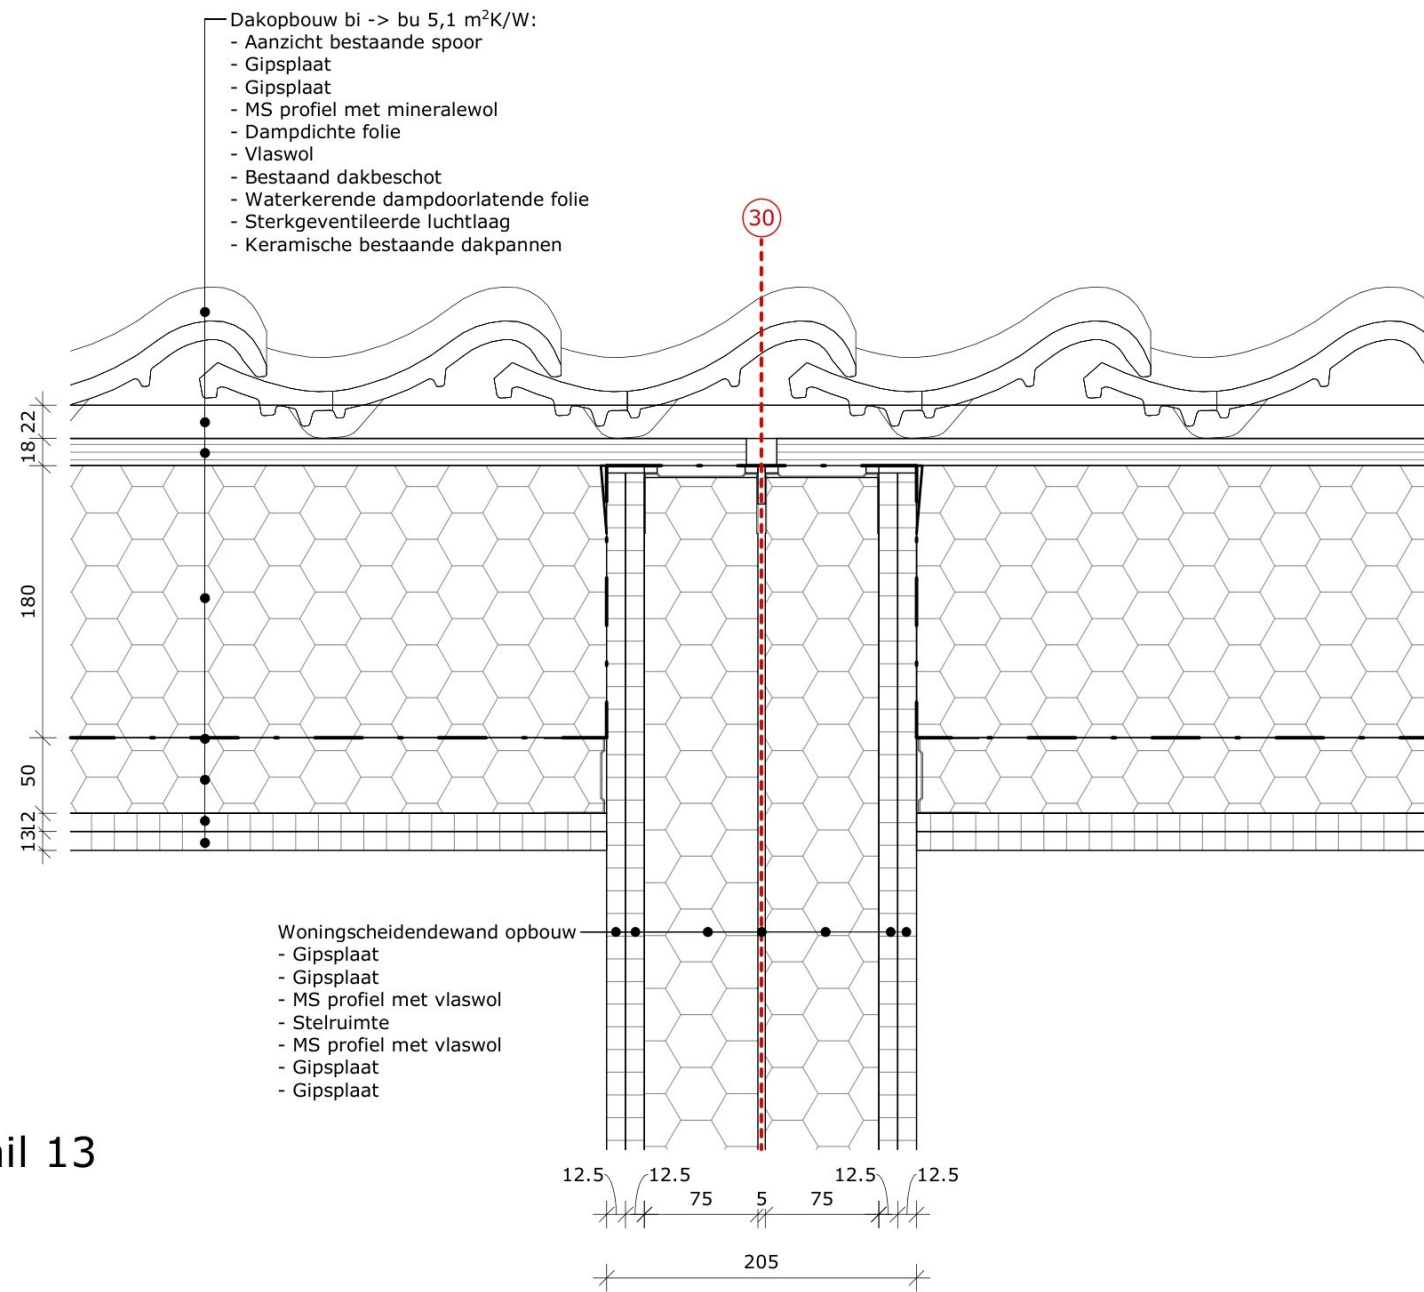 Dakopbouw bi -> bu 5,1 m²K/W:
- Aanzicht bestaande spoor
- Gipsplaat
- Gipsplaat
- MS profiel met mineralewol
- Dampdichte folie
- Vlaswol
- Bestaand dakbeschot
- Waterkerende dampdoorlatende folie
- Sterkgeventileerde luchtlaag
- Keramische bestaande dakpannen
30
22
18
180
50
12
13
Woningscheidendewand opbouw
- Gipsplaat
- Gipsplaat
- MS profiel met vlaswol
- Stelruimte
- MS profiel met vlaswol
- Gipsplaat
- Gipsplaat
il 13
12.5 12.5 12.5 12.5
75 5 75
205